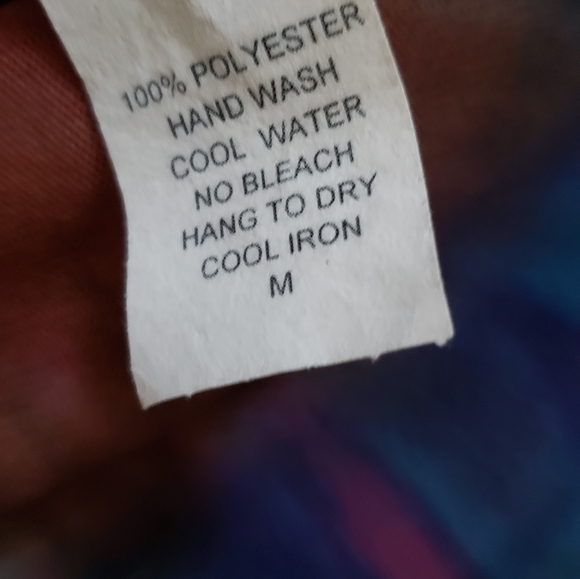 100% POLYESTER
HAND WASH
COOL WATER
NO BLEACH
HANG TO DRY
COOL IRON
M